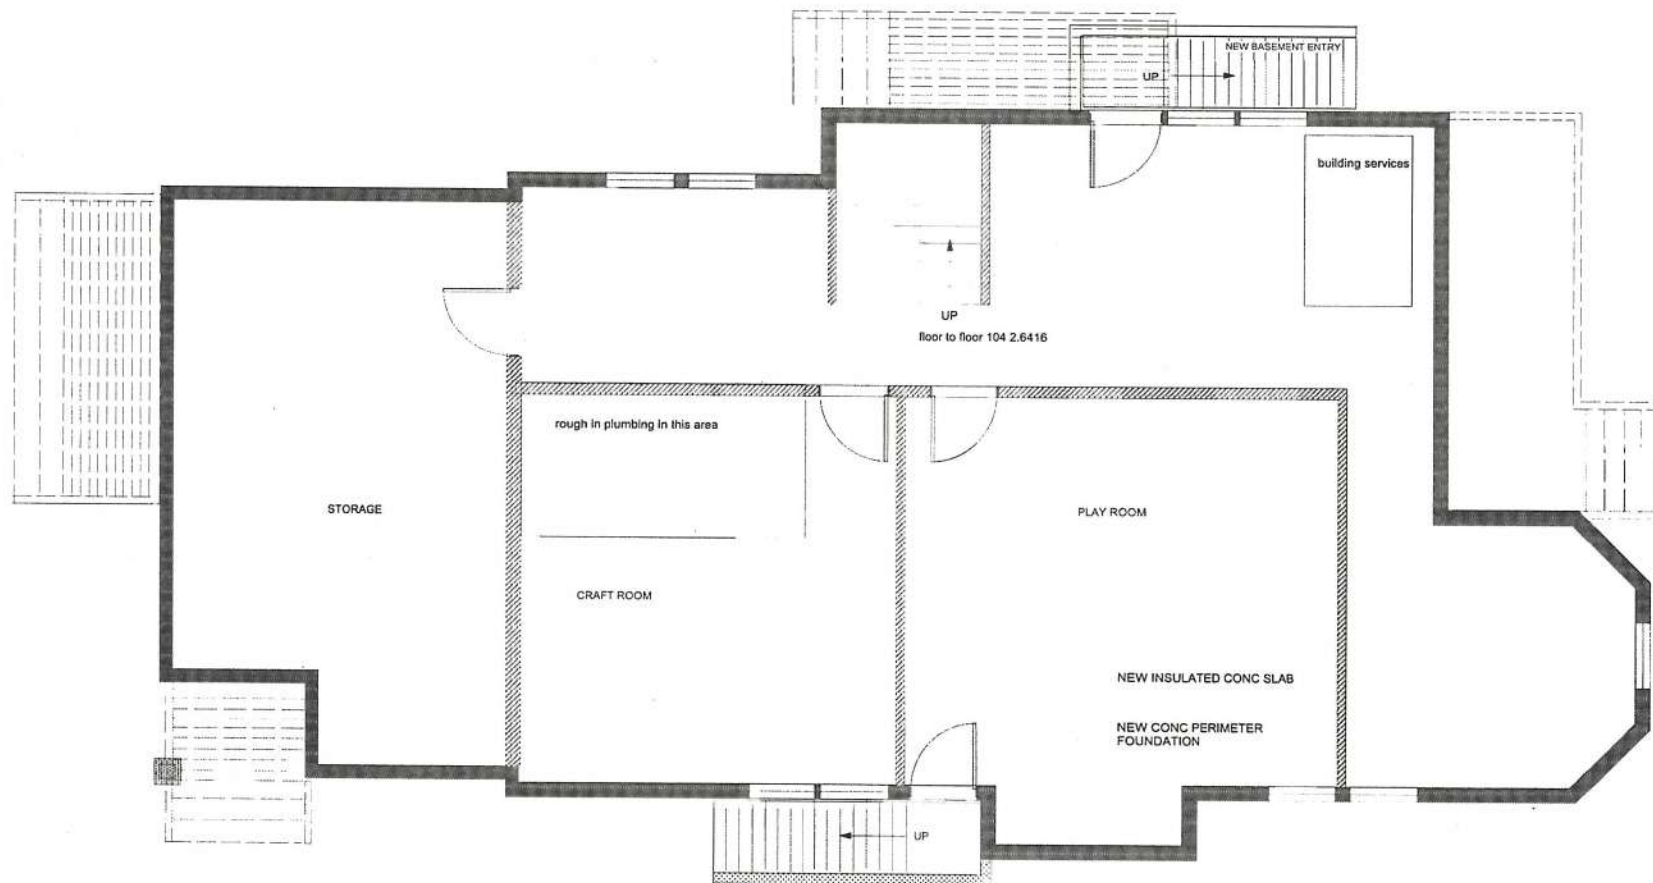 NEW BASEMENT ENTRY
UP
building services
UP
floor to floor 104 2.6416
rough in plumbing in this area
STORAGE
PLAY ROOM
CRAFT ROOM
NEW INSULATED CONC SLAB
NEW CONC PERIMETER
FOUNDATION
UP